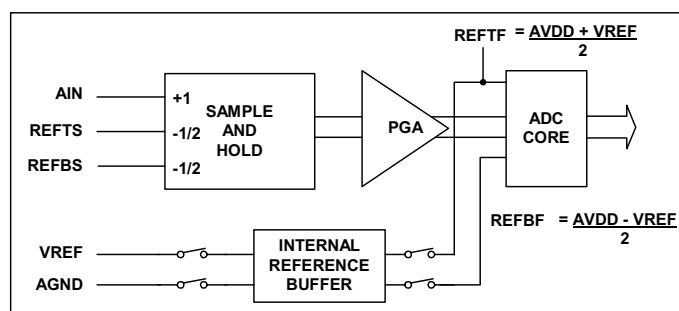 REFTF = AVDD + VREF
2
AIN
+1
REFTS
-1/2
REFBS
-1/2
SAMPLE
AND
HOLD
PGA
ADC
CORE
REFBF = AVDD - VREF
2
VREF
AGND
INTERNAL
REFERENCE
BUFFER